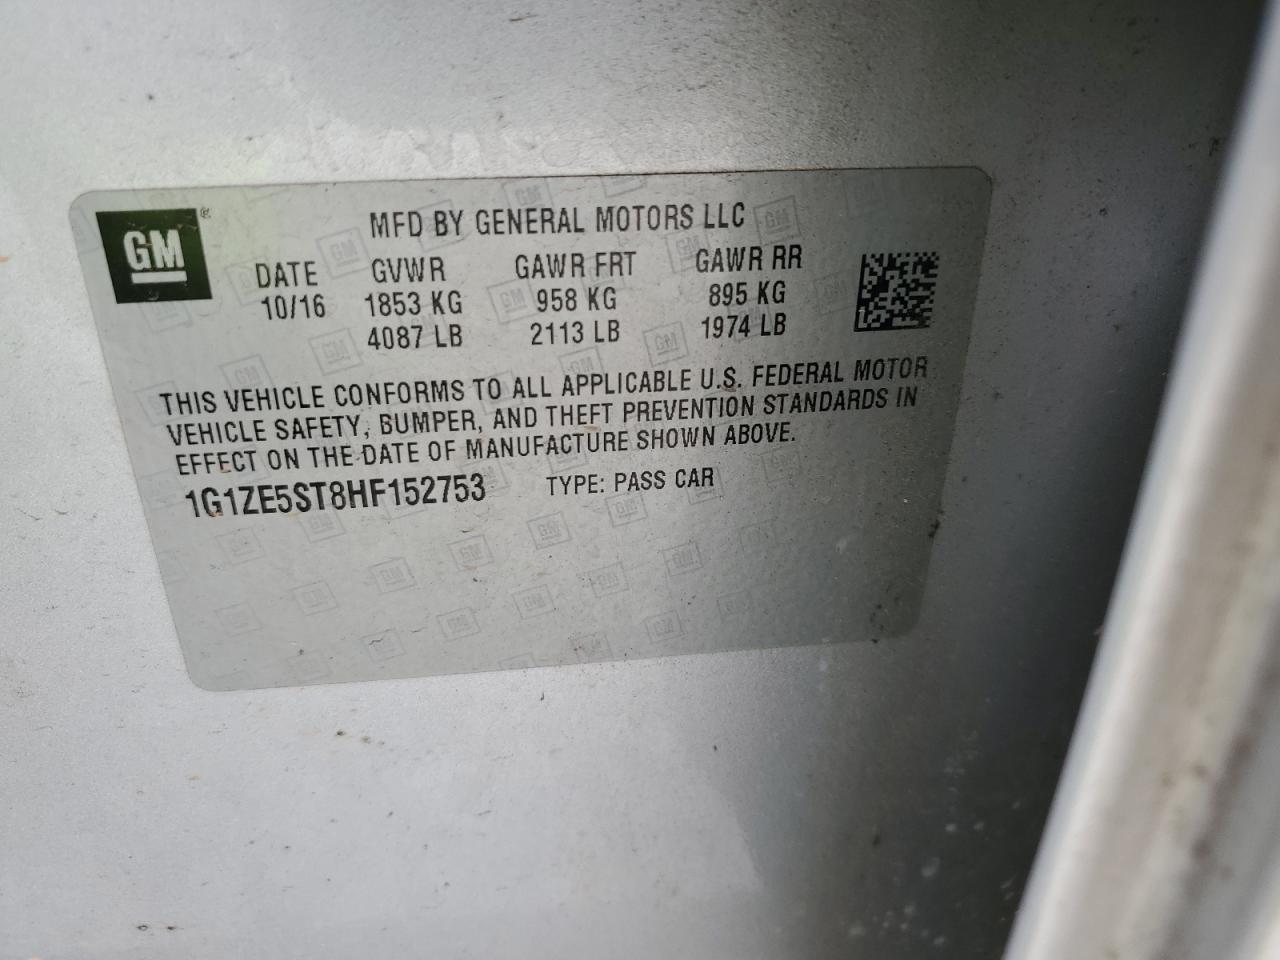 GM ®
MFD BY GENERAL MOTORS LLC
DATE GVWR GAWR FRT GAWR RR
10/16 1853 KG 958 KG 895 KG
4087 LB 2113 LB 1974 LB
THIS VEHICLE CONFORMS TO ALL APPLICABLE U.S. FEDERAL MOTOR
VEHICLE SAFETY, BUMPER, AND THEFT PREVENTION STANDARDS IN
EFFECT ON THE DATE OF MANUFACTURE SHOWN ABOVE.
1G1ZE5ST8HF152753 TYPE: PASS CAR